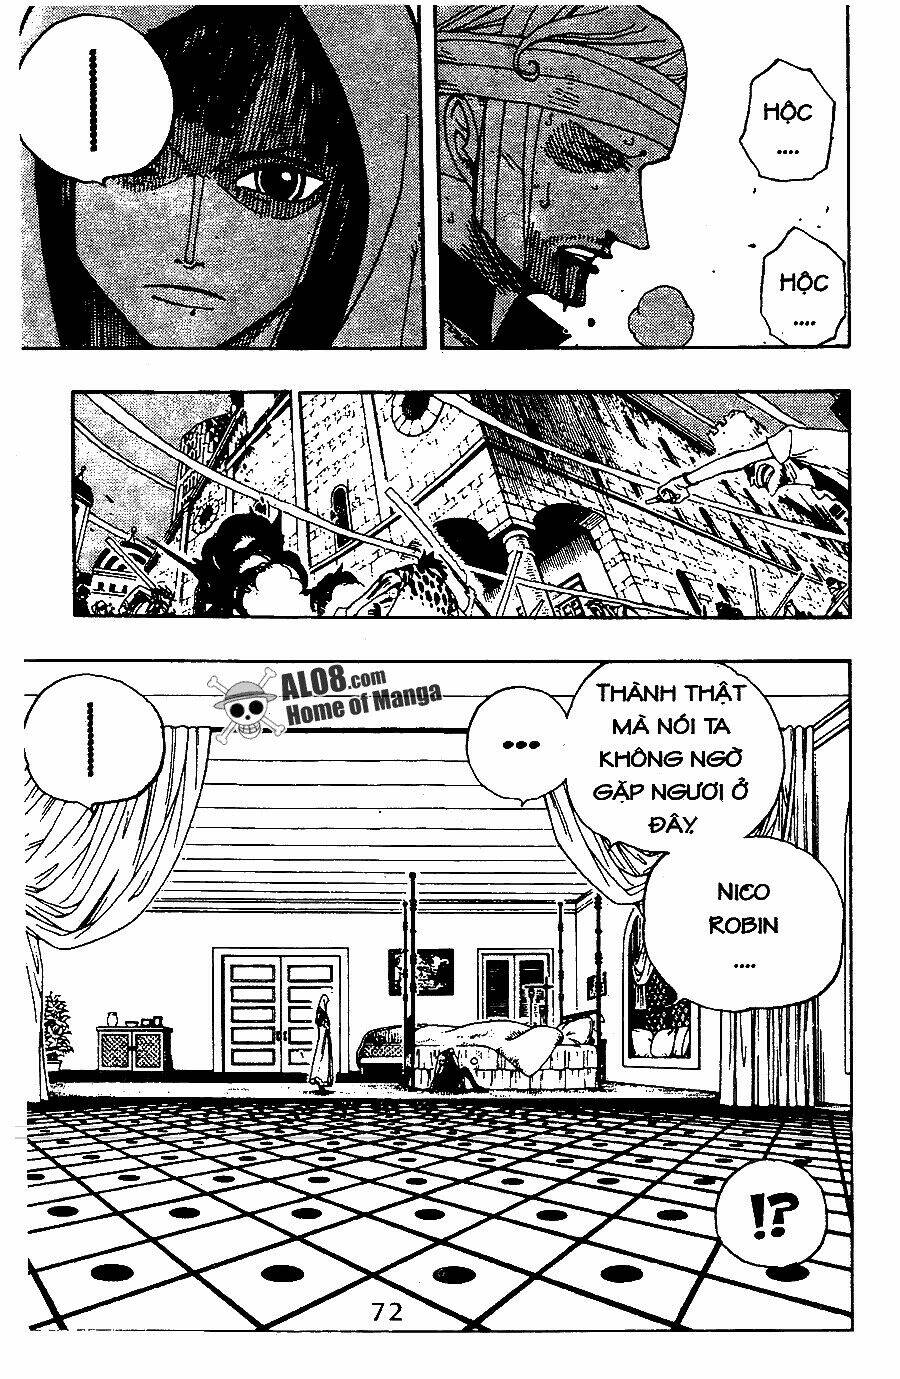 HỘC
....
HỘC
....
AL08.com
Home of Manga
THÀNH THẬT
MÀ NÓI TA
KHÔNG NGỜ
GẶP NGƯƠI Ở
ĐÂY.
...
NICO
ROBIN
....
!?
72